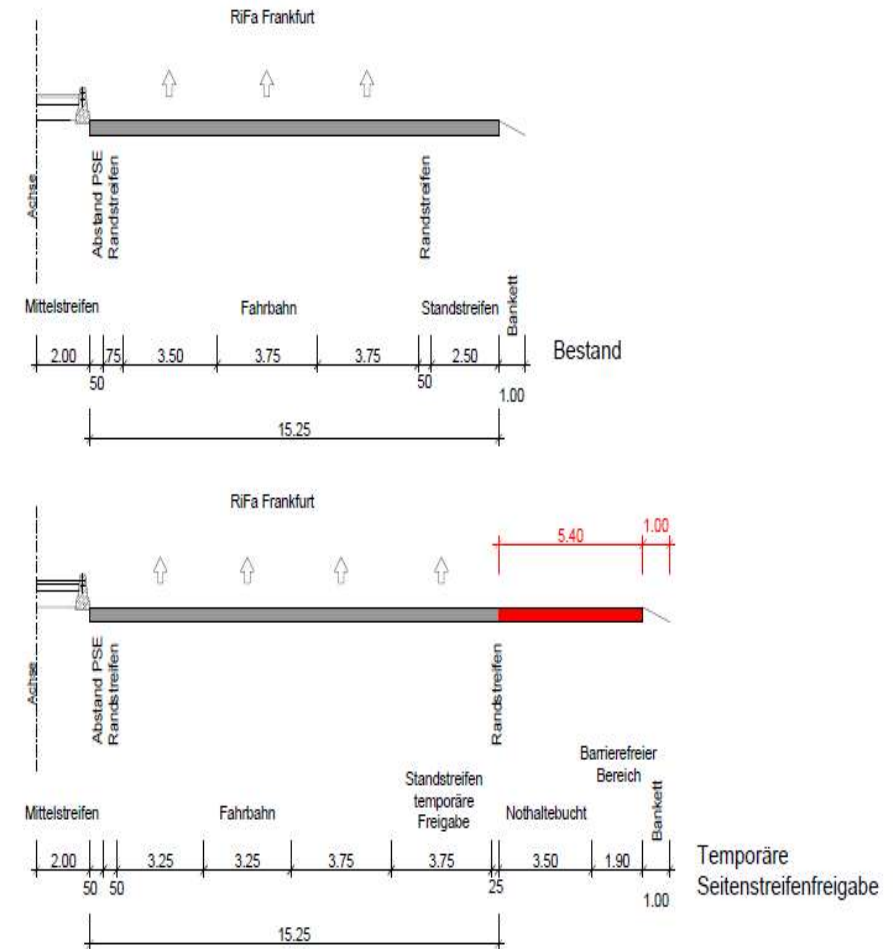 RiFa Frankfurt
Achse
Abstand PSE
Randstreifen
Randstreifen
Mittelstreifen
Fahrbahn
Standstreifen
Bankett
2.00
75
3.50
3.75
3.75
2.50
Bestand
50
50
1.00
15.25
RiFa Frankfurt
5.40
1.00
Achse
Abstand PSE
Randstreifen
Randstreifen
Barrierefreier
Bereich
Standstreifen
temporäre
Freigabe
Mittelstreifen
Fahrbahn
Nothaltebucht
Bankett
2.00
3.25
3.25
3.75
3.75
3.50
1.90
Temporäre
Seitenstreifenfreigabe
50
50
25
1.00
15.25